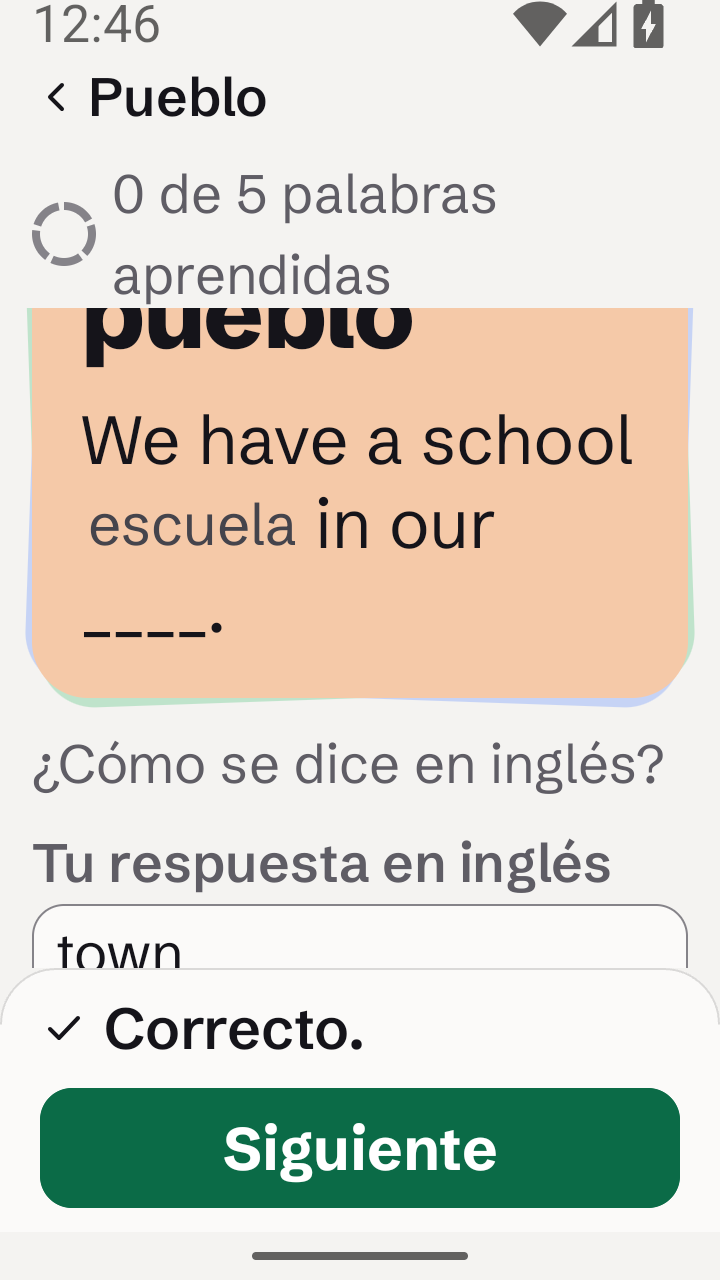 12:46
Pueblo
0 de 5 palabras
aprendidas
pueblo
We have a school
escuela in our
____.
¿Cómo se dice en inglés?
Tu respuesta en inglés
town
Correcto.
Siguiente